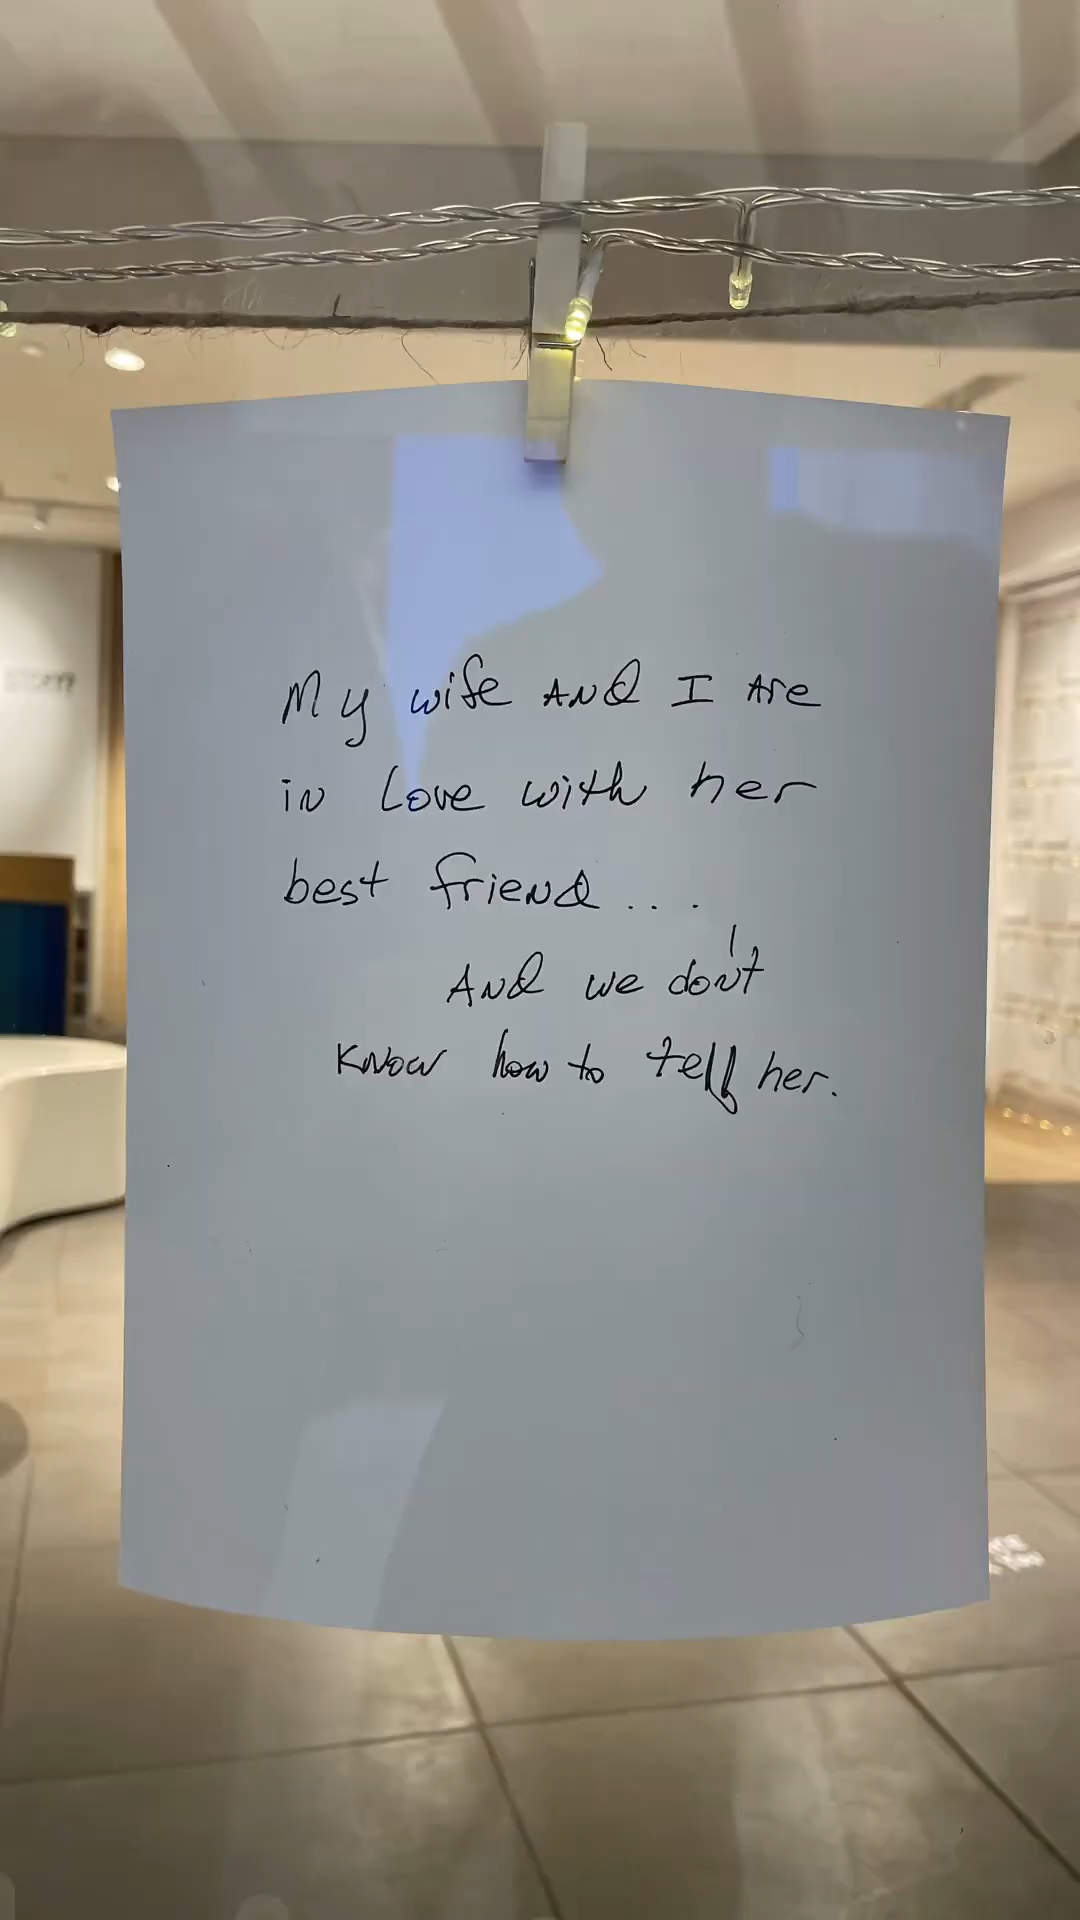 My wife AND I Are
in Love with her
best friend....
AND we don't
KNow how to tell her.